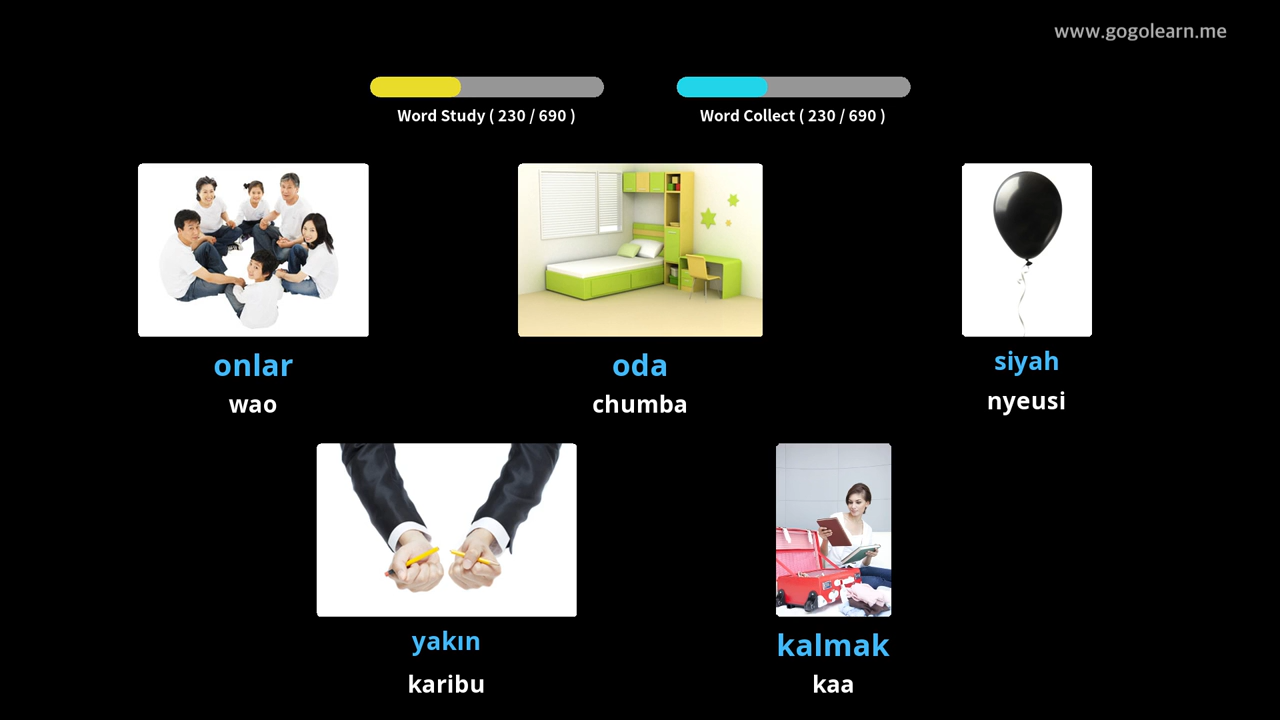 www.gogolearn.me
Word Study ( 230 / 690 )
Word Collect ( 230 / 690 )
onlar
wao
oda
chumba
siyah
nyeusi
yakın
karibu
kalmak
kaa